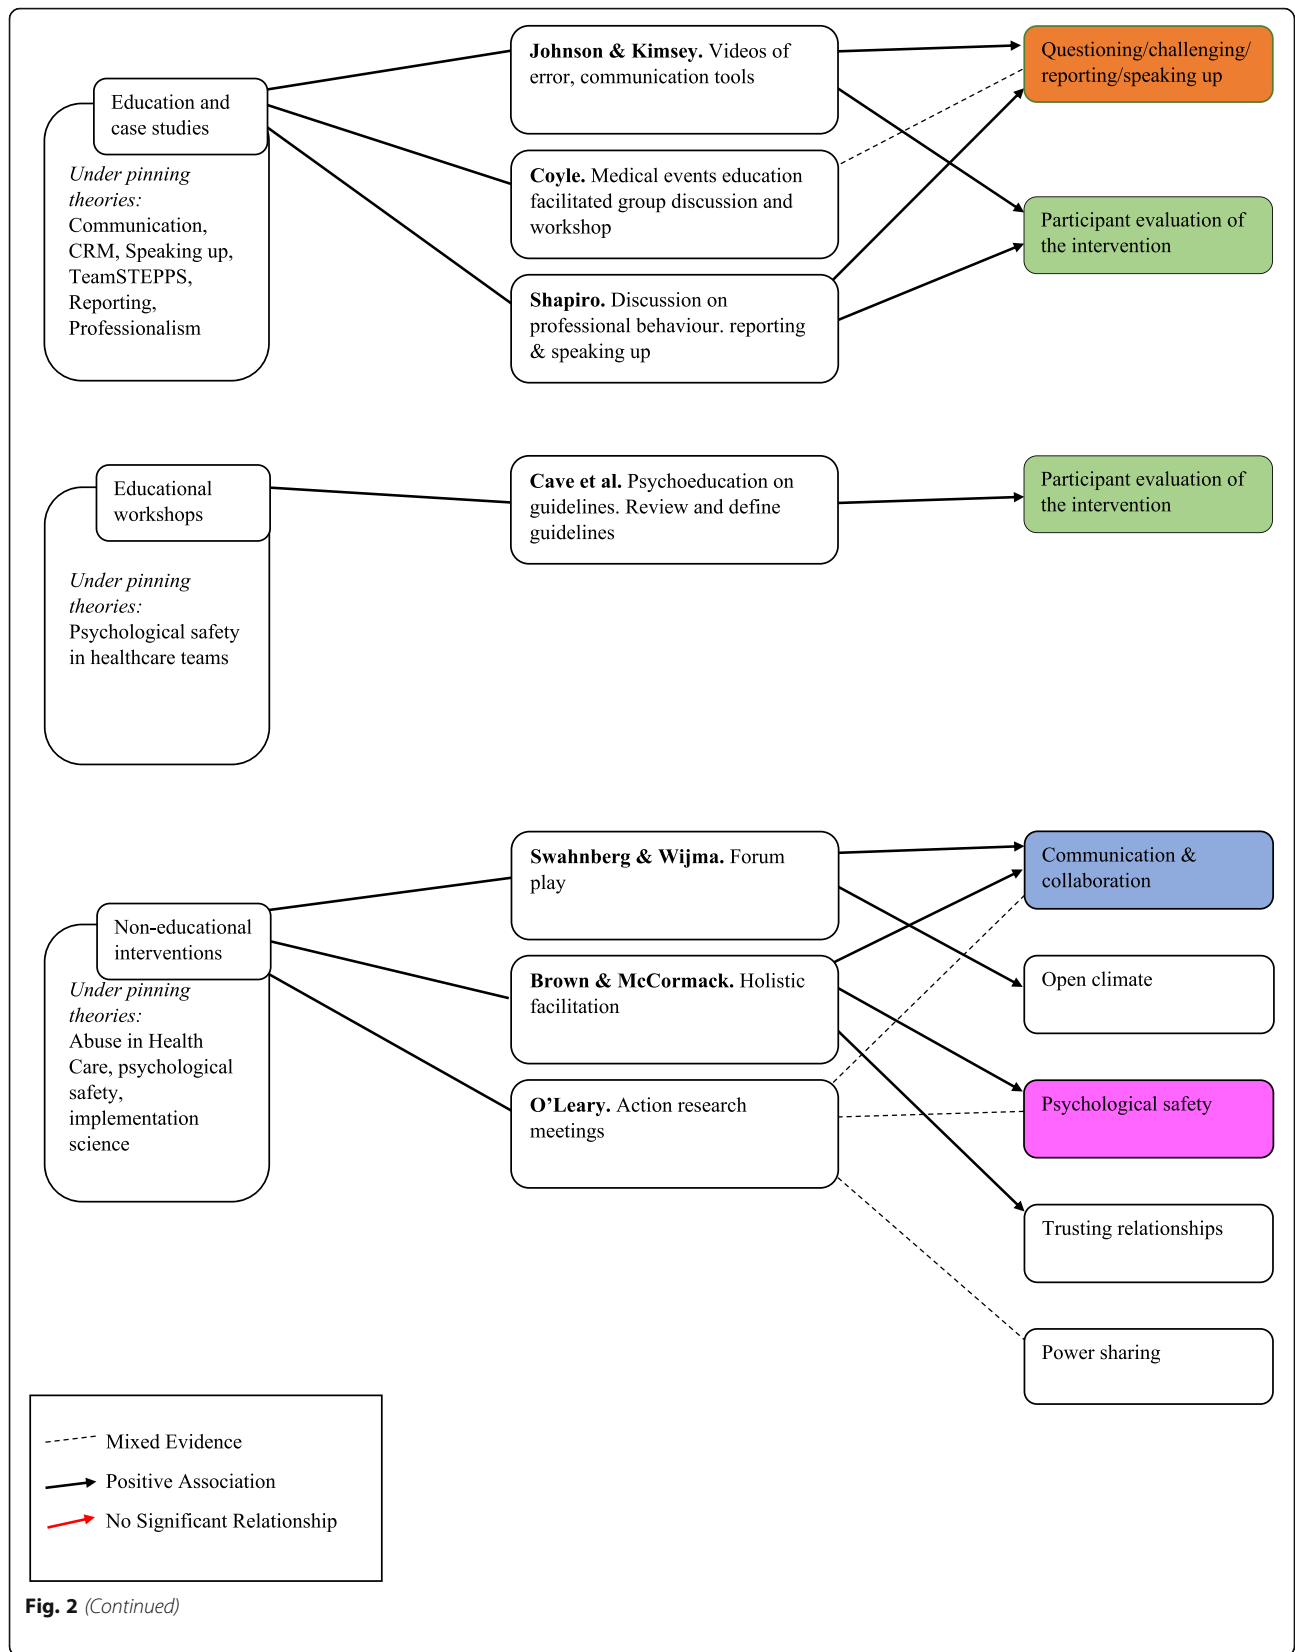 Education and
case studies
Under pinning
theories:
Communication,
CRM, Speaking up,
TeamSTEPPS,
Reporting,
Professionalism
Johnson & Kimsey. Videos of
error, communication tools
Coyle. Medical events education
facilitated group discussion and
workshop
Shapiro. Discussion on
professional behaviour. reporting
& speaking up
Questioning/challenging/
reporting/speaking up
Participant evaluation of
the intervention
Educational
workshops
Under pinning
theories:
Psychological safety
in healthcare teams
Cave et al. Psychoeducation on
guidelines. Review and define
guidelines
Participant evaluation of
the intervention
Non-educational
interventions
Under pinning
theories:
Abuse in Health
Care, psychological
safety,
implementation
science
Swahnberg & Wijma. Forum
play
Brown & McCormack. Holistic
facilitation
O’Leary. Action research
meetings
Communication &
collaboration
Open climate
Psychological safety
Trusting relationships
Power sharing
Mixed Evidence
Positive Association
No Significant Relationship
Fig. 2 (Continued)